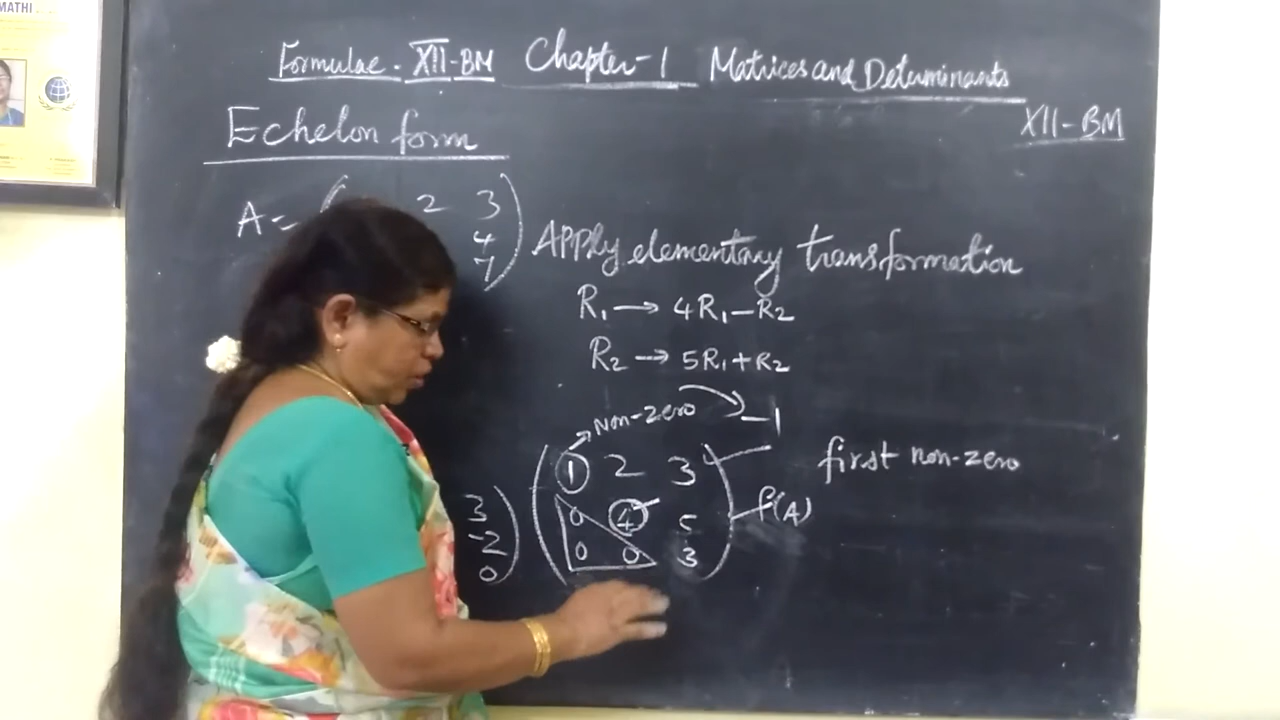 MATHI
Formulae - XII-BM Chapter-1 Matrices and Determinants
XII-BM
Echelon form
A = 2 3
4
7
Apply elementary transformation
R₁ → 4R₁ − R₂
R₂ → 5R₁ + R₂
Non-zero −1
1 2 3
first non-zero
3 0 4 5 ρ(A)
-2 0 0 3
0